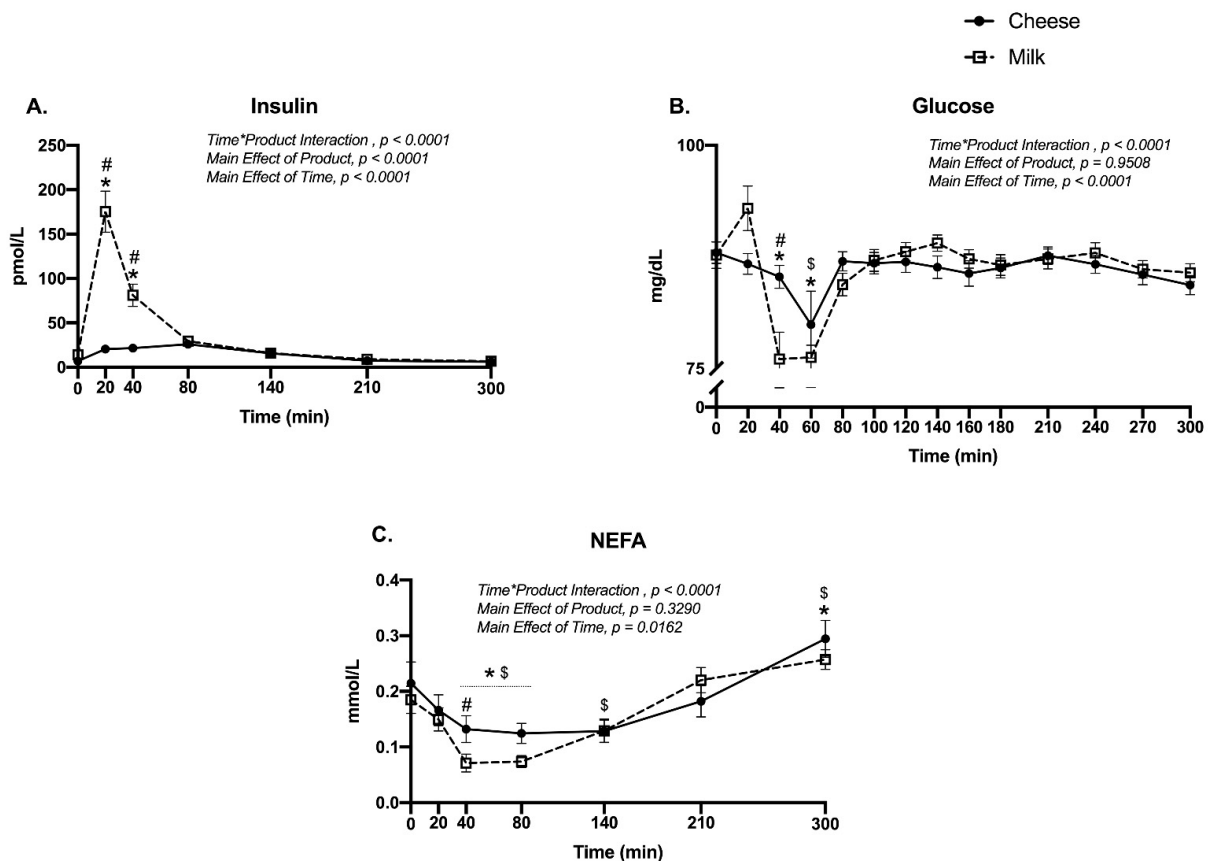 Cheese
Milk
A.
Insulin
Time*Product Interaction , p < 0.0001
Main Effect of Product, p < 0.0001
Main Effect of Time, p < 0.0001
250
200
150
100
50
0
pmol/L
#
*
#
*
0 20 40 80 140 210 300
Time (min)
B.
Glucose
Time*Product Interaction , p < 0.0001
Main Effect of Product, p = 0.9508
Main Effect of Time, p < 0.0001
100
75
0
mg/dL
#
*
$
*
0 20 40 60 80 100 120 140 160 180 210 240 270 300
Time (min)
C.
NEFA
Time*Product Interaction , p < 0.0001
Main Effect of Product, p = 0.3290
Main Effect of Time, p = 0.0162
0.4
0.3
0.2
0.1
0.0
mmol/L
* $
#
$
$
*
0 20 40 80 140 210 300
Time (min)